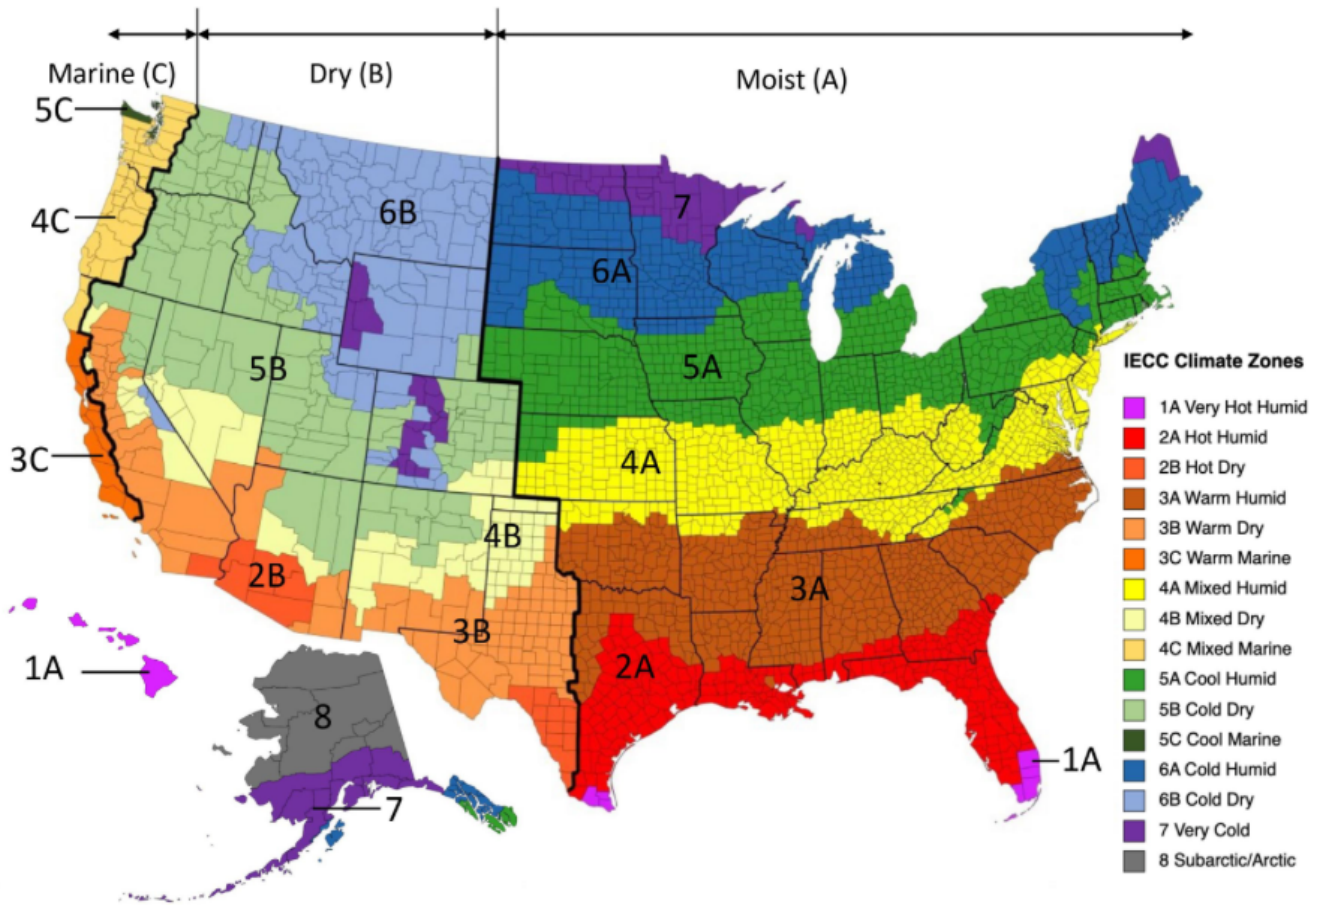 Marine (C)
Dry (B)
Moist (A)
5C
4C
3C
6B
5B
4B
2B
3B
7
6A
5A
4A
3A
2A
1A
1A
8
7
IECC Climate Zones
1A Very Hot Humid
2A Hot Humid
2B Hot Dry
3A Warm Humid
3B Warm Dry
3C Warm Marine
4A Mixed Humid
4B Mixed Dry
4C Mixed Marine
5A Cool Humid
5B Cold Dry
5C Cool Marine
6A Cold Humid
6B Cold Dry
7 Very Cold
8 Subarctic/Arctic